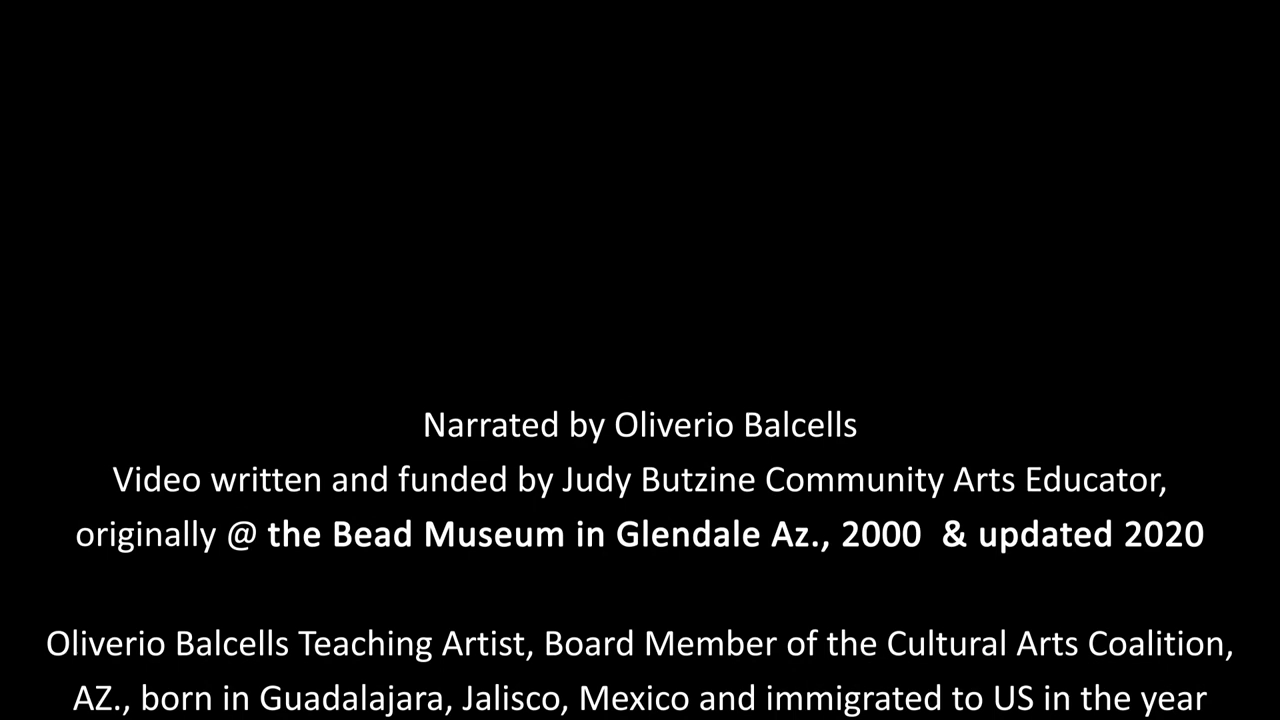 Narrated by Oliverio Balcells
Video written and funded by Judy Butzine Community Arts Educator,
originally @ the Bead Museum in Glendale Az., 2000 & updated 2020
Oliverio Balcells Teaching Artist, Board Member of the Cultural Arts Coalition,
AZ., born in Guadalajara, Jalisco, Mexico and immigrated to US in the year